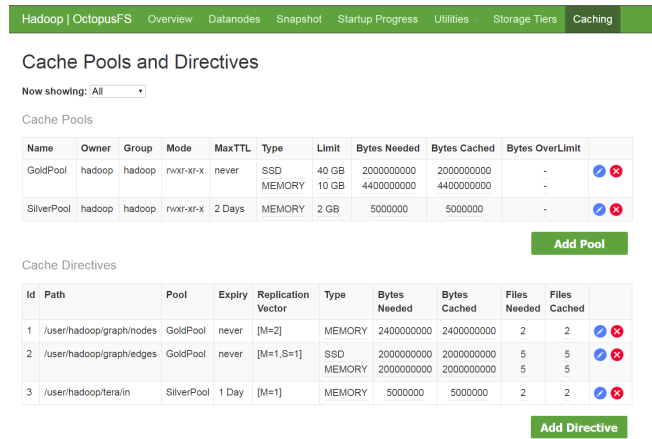 Hadoop | OctopusFS Overview Datanodes Snapshot Startup Progress Utilities Storage Tiers Caching
Cache Pools and Directives
Now showing: All
Cache Pools
Name Owner Group Mode MaxTTL Type Limit Bytes Needed Bytes Cached Bytes OverLimit
GoldPool hadoop hadoop rwxr-xr-x never SSD 40 GB 2000000000 2000000000 -
MEMORY 10 GB 4400000000 4400000000 -
SilverPool hadoop hadoop rwxr-xr-x 2 Days MEMORY 2 GB 5000000 5000000 -
Add Pool
Cache Directives
Id Path Pool Expiry Replication Type Bytes Bytes Files Files
Vector Needed Cached Needed Cached
1 /user/hadoop/graph/nodes GoldPool never [M=2] MEMORY 2400000000 2400000000 2 2
2 /user/hadoop/graph/edges GoldPool never [M=1,S=1] SSD 2000000000 2000000000 5 5
MEMORY 2000000000 2000000000 5 5
3 /user/hadoop/tera/in SilverPool 1 Day [M=1] MEMORY 5000000 5000000 2 2
Add Directive